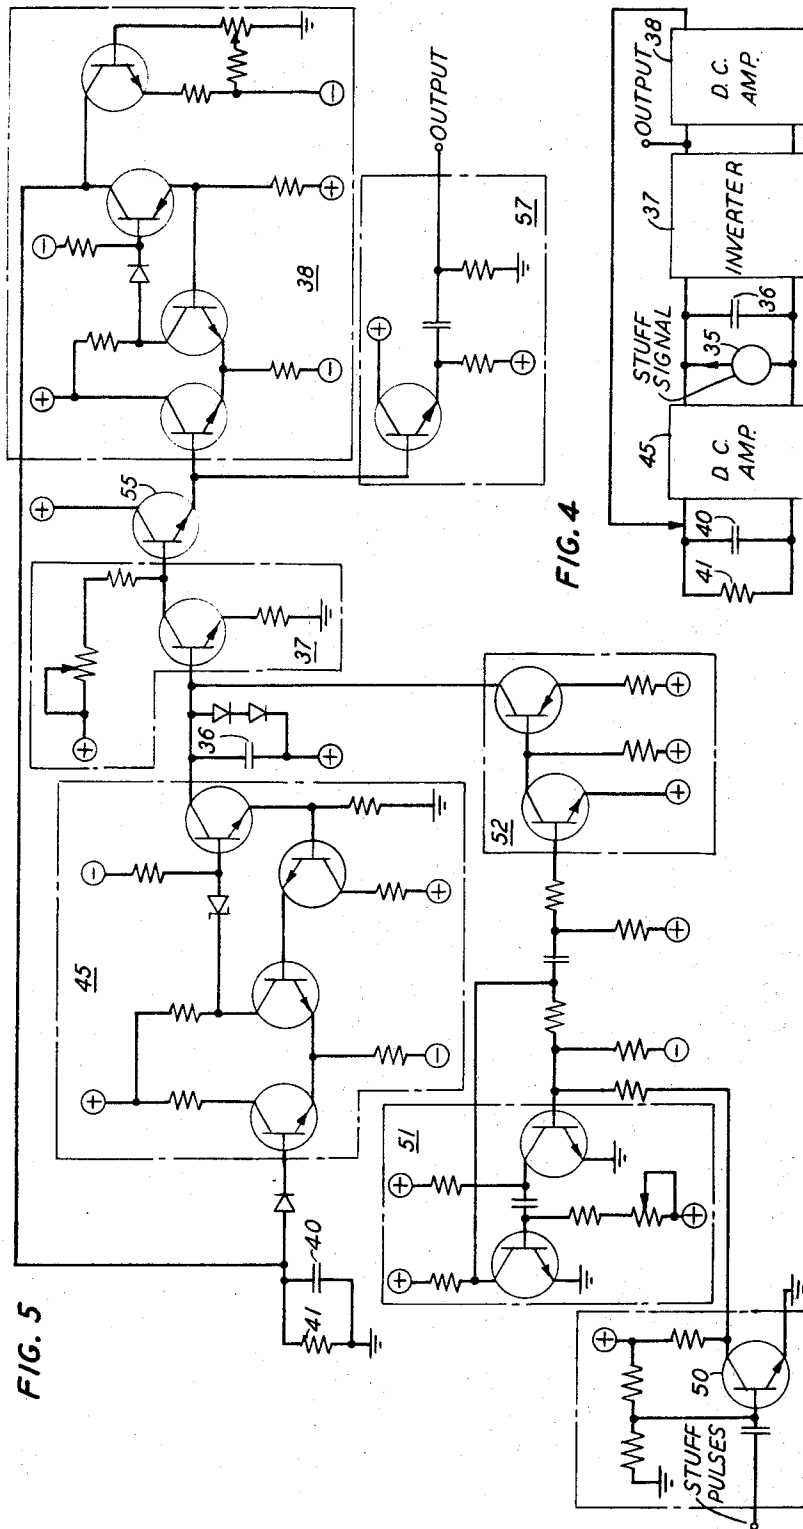 FIG. 5
41
40
45
36
37
55
38
57
OUTPUT
STUFF PULSES
50
51
52
FIG. 4
41
40
45
D. C. AMP.
STUFF SIGNAL
35
36
37
INVERTER
OUTPUT
38
D. C. AMP.